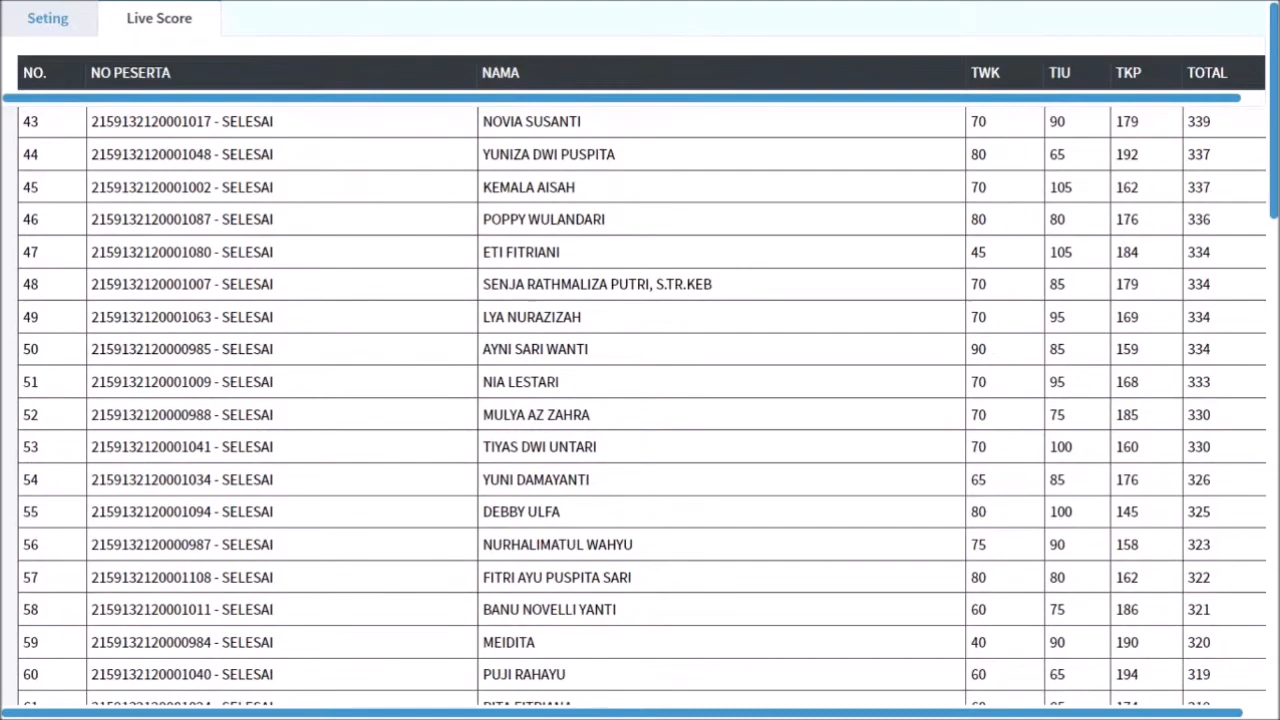 Seting Live Score
NO. NO PESERTA NAMA TWK TIU TKP TOTAL
43 2159132120001017 - SELESAI NOVIA SUSANTI 70 90 179 339
44 2159132120001048 - SELESAI YUNIZA DWI PUSPITA 80 65 192 337
45 2159132120001002 - SELESAI KEMALA AISAH 70 105 162 337
46 2159132120001087 - SELESAI POPPY WULANDARI 80 80 176 336
47 2159132120001080 - SELESAI ETI FITRIANI 45 105 184 334
48 2159132120001007 - SELESAI SENJA RATHMALIZA PUTRI, S.TR.KEB 70 85 179 334
49 2159132120001063 - SELESAI LYA NURAZIZAH 70 95 169 334
50 2159132120000985 - SELESAI AYNI SARI WANTI 90 85 159 334
51 2159132120001009 - SELESAI NIA LESTARI 70 95 168 333
52 2159132120000988 - SELESAI MULYA AZ ZAHRA 70 75 185 330
53 2159132120001041 - SELESAI TIYAS DWI UNTARI 70 100 160 330
54 2159132120001034 - SELESAI YUNI DAMAYANTI 65 85 176 326
55 2159132120001094 - SELESAI DEBBY ULFA 80 100 145 325
56 2159132120000987 - SELESAI NURHALIMATUL WAHYU 75 90 158 323
57 2159132120001108 - SELESAI FITRI AYU PUSPITA SARI 80 80 162 322
58 2159132120001011 - SELESAI BANU NOVELLI YANTI 60 75 186 321
59 2159132120000984 - SELESAI MEIDITA 40 90 190 320
60 2159132120001040 - SELESAI PUJI RAHAYU 60 65 194 319